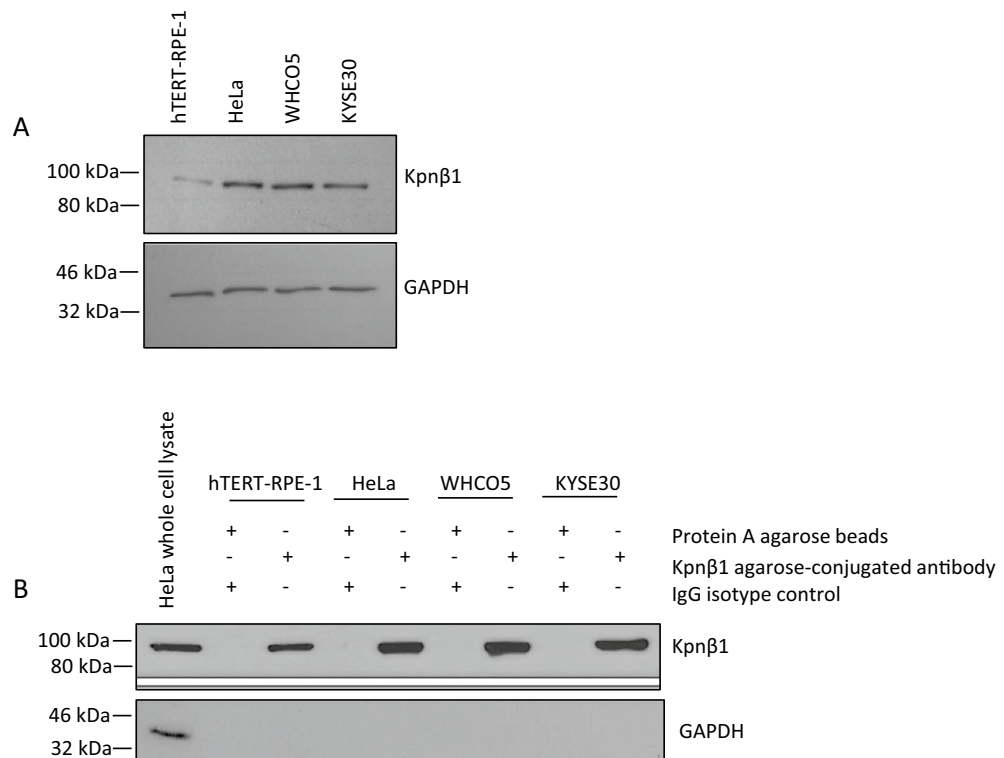 hTERT-RPE-1
HeLa
WHCO5
KYSE30
A
100 kDa
80 kDa
Kpnβ1
46 kDa
32 kDa
GAPDH
HeLa whole cell lysate
hTERT-RPE-1 HeLa WHCO5 KYSE30
+ - + - + - + - Protein A agarose beads
- + - + - + - + Kpnβ1 agarose-conjugated antibody
+ - + - + - + - IgG isotype control
B
100 kDa
80 kDa
Kpnβ1
46 kDa
32 kDa
GAPDH